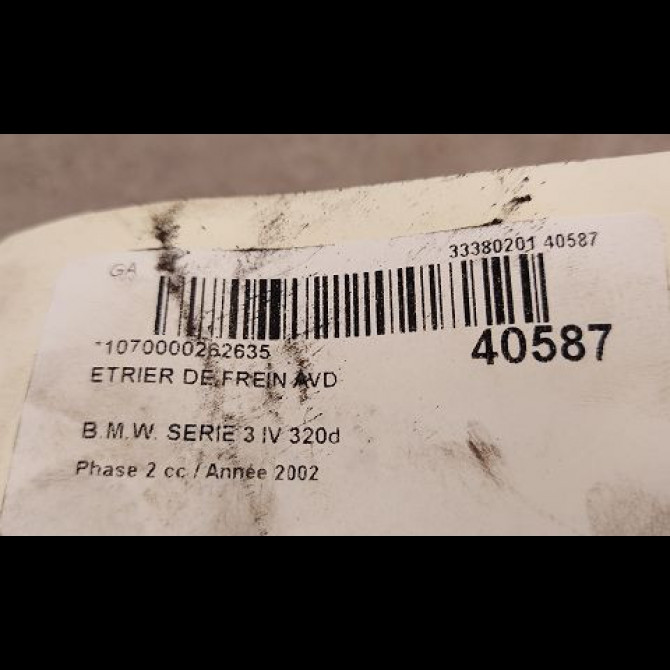 GA 33380201 40587
*1070000262635 40587
ETRIER DE FREIN AVD
B.M.W. SERIE 3 IV 320d
Phase 2 cc / Année 2002